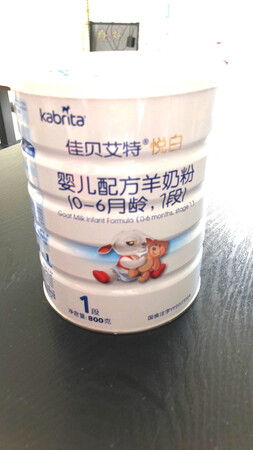 kabrita
佳贝艾特®悦白
婴儿配方羊奶粉
(0-6月龄,1段)
Goat Milk Infant Formula (0-6 months, stage 1)
1段
净含量:800克